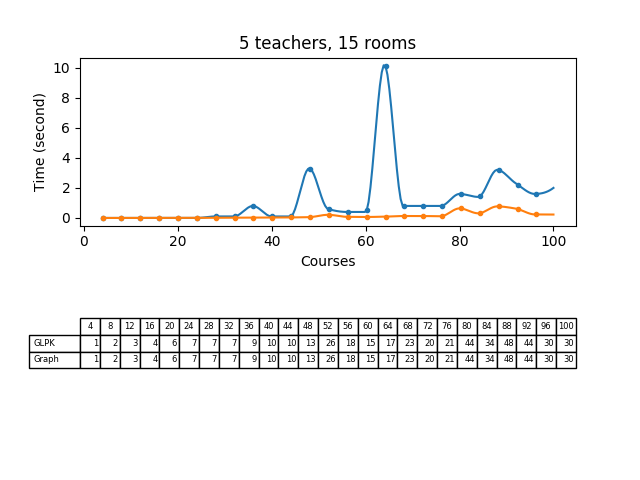 5 teachers, 15 rooms
10
8
6
4
2
0
Time (second)
0 20 40 60 80 100
Courses
4 8 12 16 20 24 28 32 36 40 44 48 52 56 60 64 68 72 76 80 84 88 92 96 100
GLPK 1 2 3 4 6 7 7 7 9 10 10 13 26 18 15 17 23 20 21 44 34 48 44 30 30
Graph 1 2 3 4 6 7 7 7 9 10 10 13 26 18 15 17 23 20 21 44 34 48 44 30 30